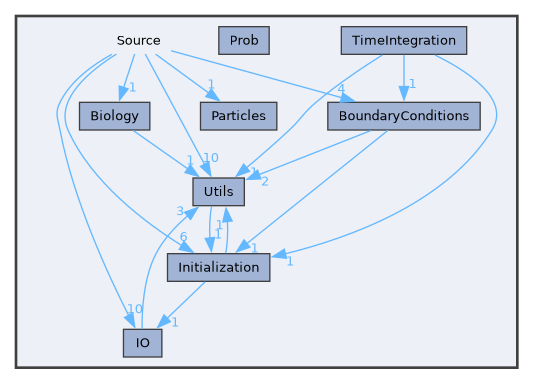 Source
Prob
TimeIntegration
1
1
4
1
Biology
Particles
BoundaryConditions
1
10
1
2
Utils
3
1
1
6
1
1
Initialization
10
1
IO